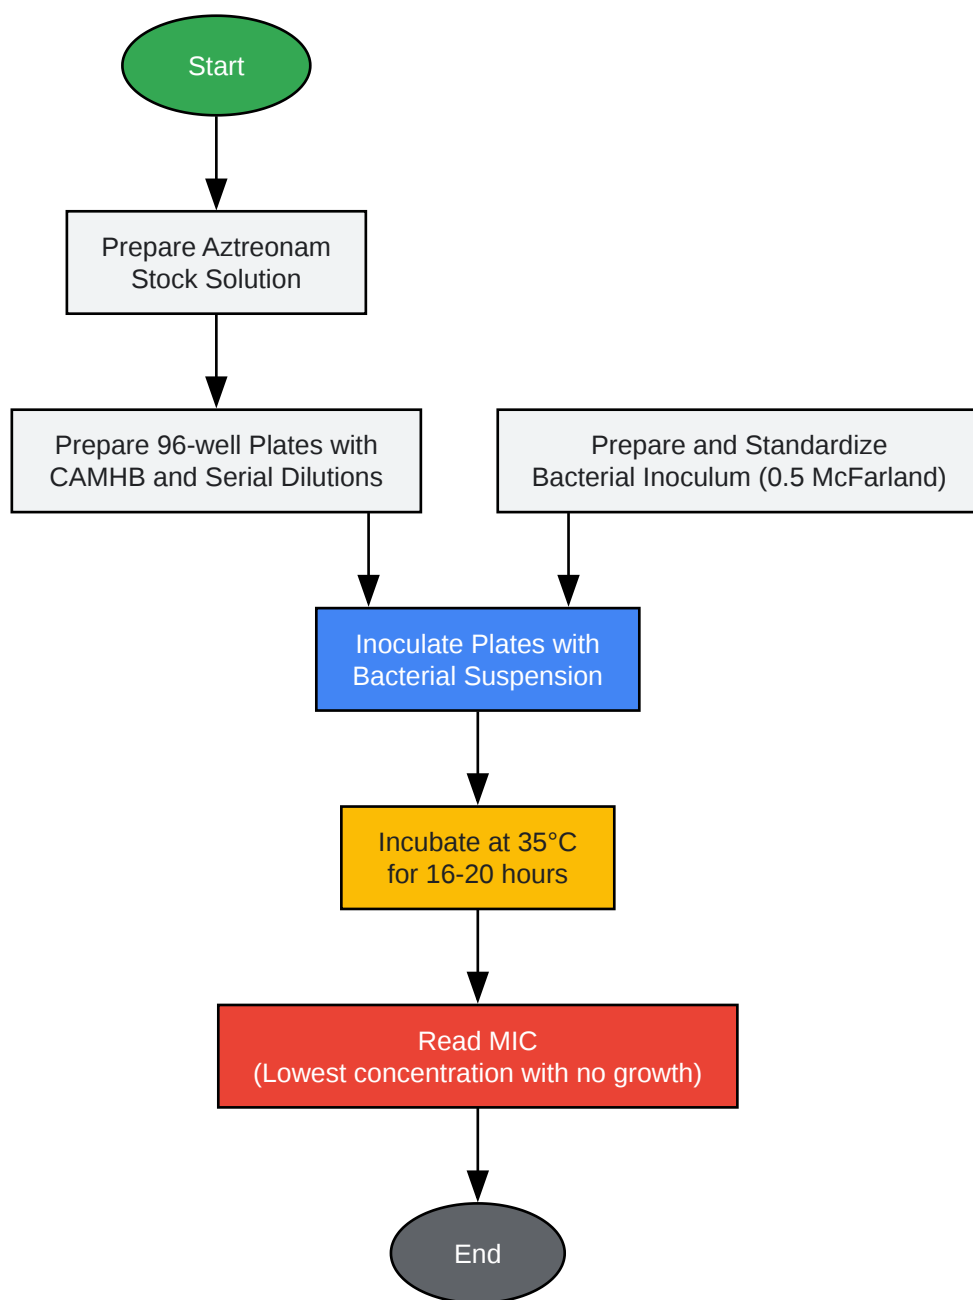 Start
Prepare Aztreonam
Stock Solution
Prepare 96-well Plates with
CAMHB and Serial Dilutions
Prepare and Standardize
Bacterial Inoculum (0.5 McFarland)
Inoculate Plates with
Bacterial Suspension
Incubate at 35°C
for 16-20 hours
Read MIC
(Lowest concentration with no growth)
End